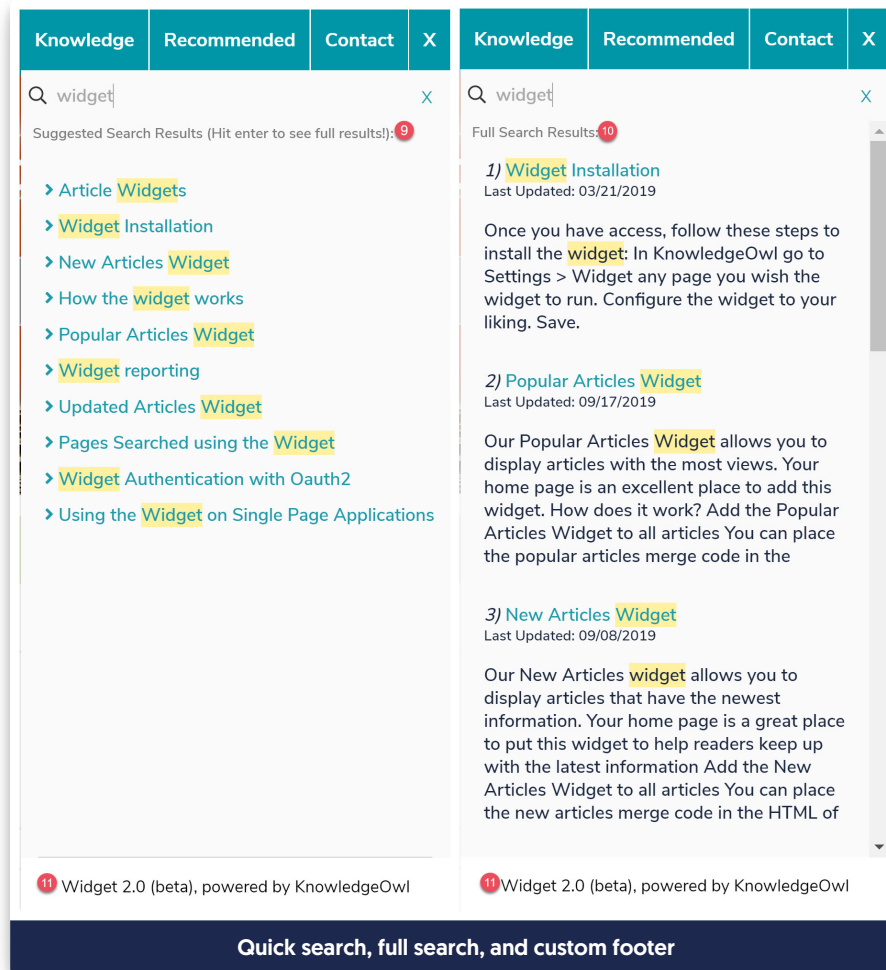 Knowledge
Recommended
Contact
X
widget
X
Suggested Search Results (Hit enter to see full results!):
9
Article Widgets
Widget Installation
New Articles Widget
How the widget works
Popular Articles Widget
Widget reporting
Updated Articles Widget
Pages Searched using the Widget
Widget Authentication with Oauth2
Using the Widget on Single Page Applications
11
Widget 2.0 (beta), powered by KnowledgeOwl
Knowledge
Recommended
Contact
X
widget
X
Full Search Results:
10
1) Widget Installation
Last Updated: 03/21/2019
Once you have access, follow these steps to
install the widget: In KnowledgeOwl go to
Settings > Widget any page you wish the
widget to run. Configure the widget to your
liking. Save.
2) Popular Articles Widget
Last Updated: 09/17/2019
Our Popular Articles Widget allows you to
display articles with the most views. Your
home page is an excellent place to add this
widget. How does it work? Add the Popular
Articles Widget to all articles You can place
the popular articles merge code in the
3) New Articles Widget
Last Updated: 09/08/2019
Our New Articles widget allows you to
display articles that have the newest
information. Your home page is a great place
to put this widget to help readers keep up
with the latest information Add the New
Articles Widget to all articles You can place
the new articles merge code in the HTML of
11
Widget 2.0 (beta), powered by KnowledgeOwl
Quick search, full search, and custom footer